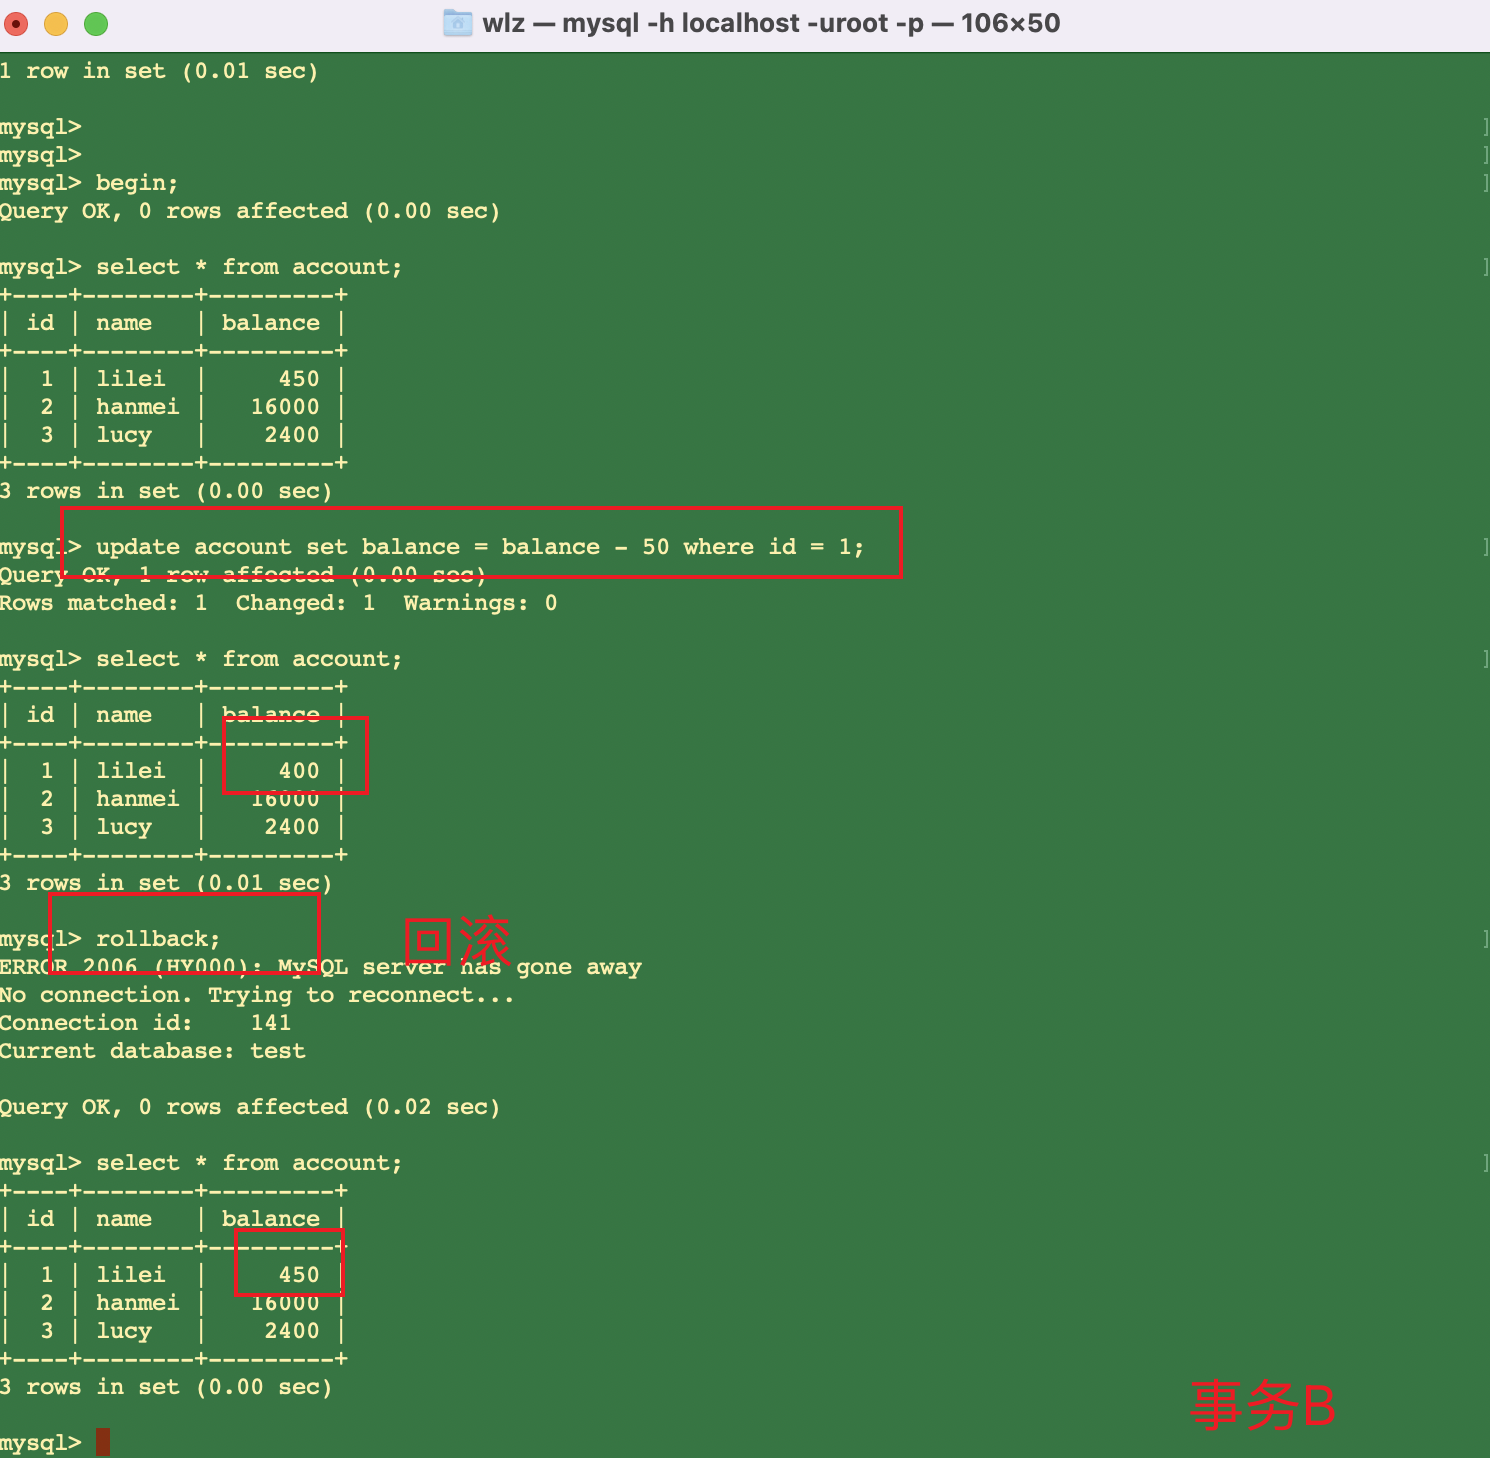 wlz — mysql -h localhost -uroot -p — 106×50
1 row in set (0.01 sec)
mysql>
mysql>
mysql> begin;
Query OK, 0 rows affected (0.00 sec)
mysql> select * from account;
+----+--------+---------+
| id | name   | balance |
+----+--------+---------+
|  1 | lilei  |     450 |
|  2 | hanmei |   16000 |
|  3 | lucy   |    2400 |
+----+--------+---------+
3 rows in set (0.00 sec)
mysql> update account set balance = balance - 50 where id = 1;
Query OK, 1 row affected (0.00 sec)
Rows matched: 1  Changed: 1  Warnings: 0
mysql> select * from account;
+----+--------+---------+
| id | name   | balance |
+----+--------+---------+
|  1 | lilei  |     400 |
|  2 | hanmei |   16000 |
|  3 | lucy   |    2400 |
+----+--------+---------+
3 rows in set (0.01 sec)
mysql> rollback;
回滚
ERROR 2006 (HY000): MySQL server has gone away
No connection. Trying to reconnect...
Connection id:    141
Current database: test
Query OK, 0 rows affected (0.02 sec)
mysql> select * from account;
+----+--------+---------+
| id | name   | balance |
+----+--------+---------+
|  1 | lilei  |     450 |
|  2 | hanmei |   16000 |
|  3 | lucy   |    2400 |
+----+--------+---------+
3 rows in set (0.00 sec)
事务B
mysql>